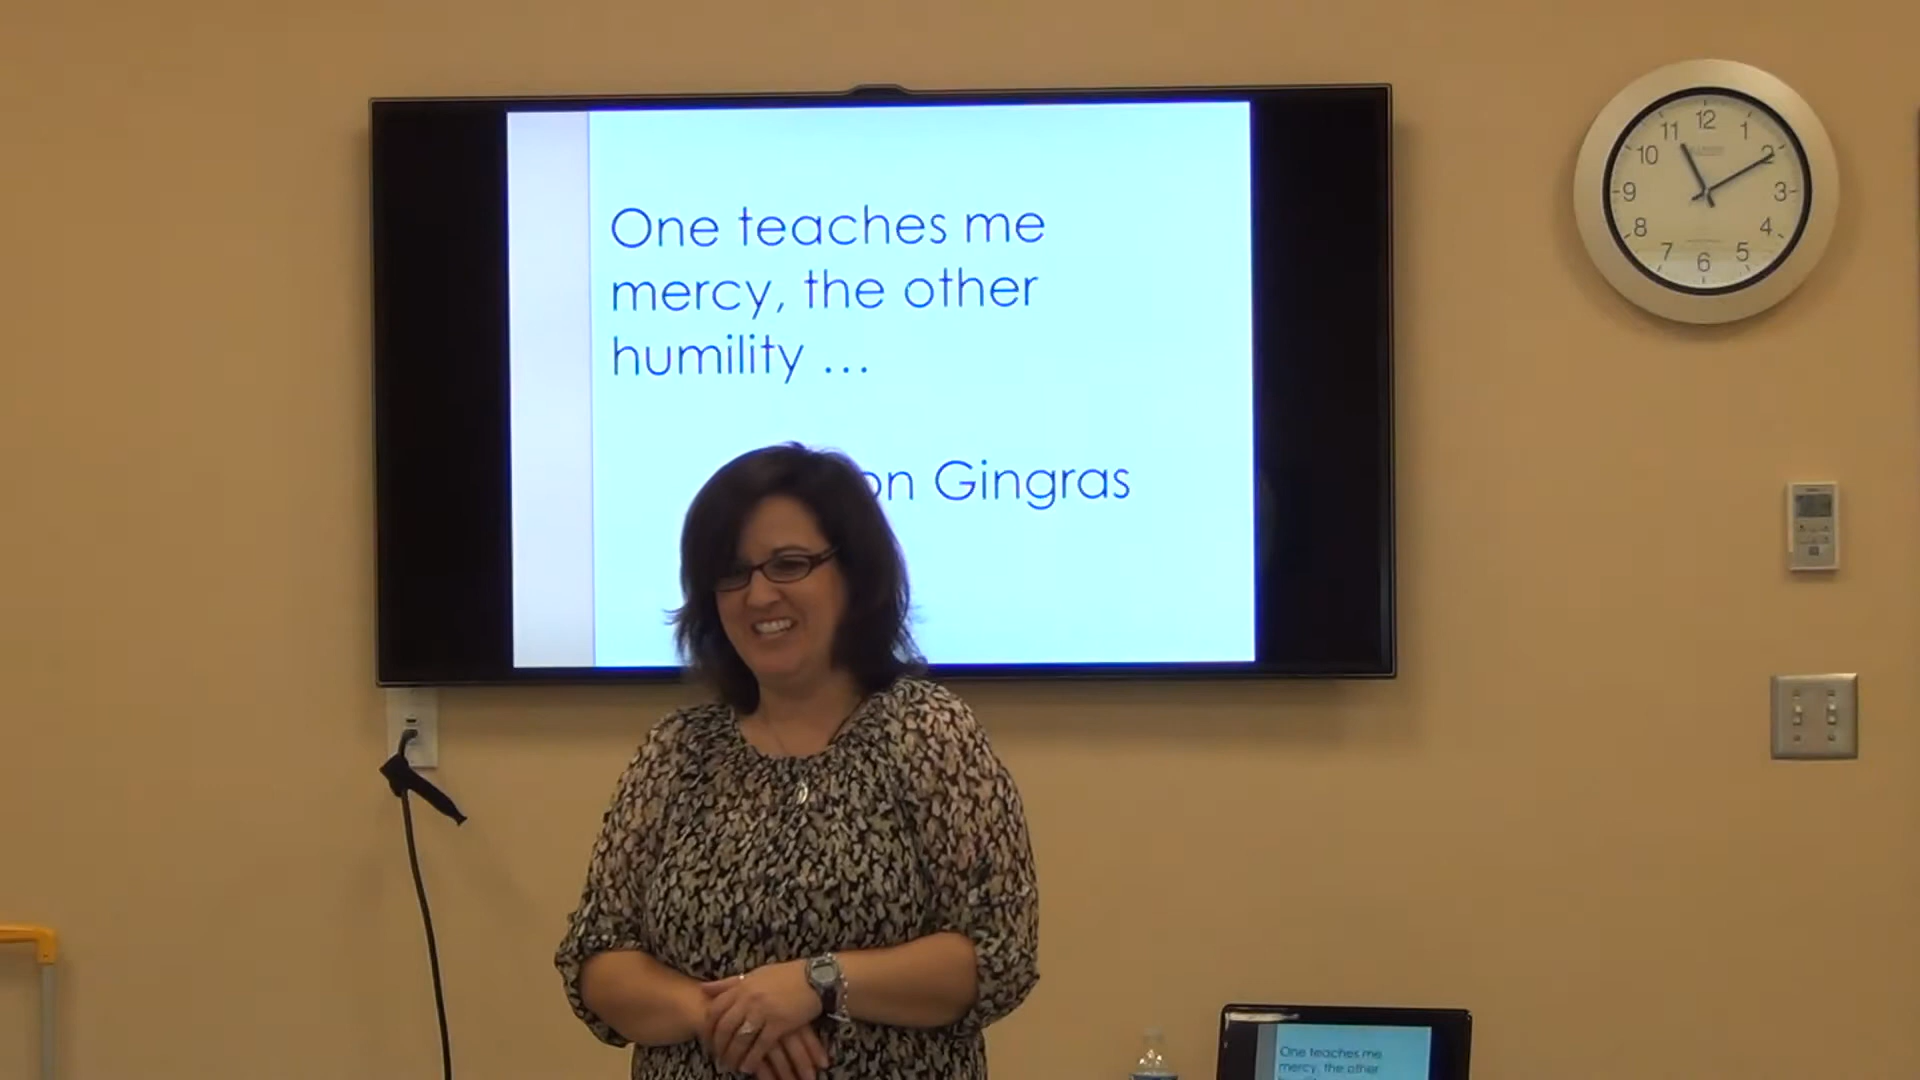 One teaches me
mercy, the other
humility ...
on Gingras
12
1
2
3
4
5
6
7
8
9
10
11
One teaches me
mercy, the other